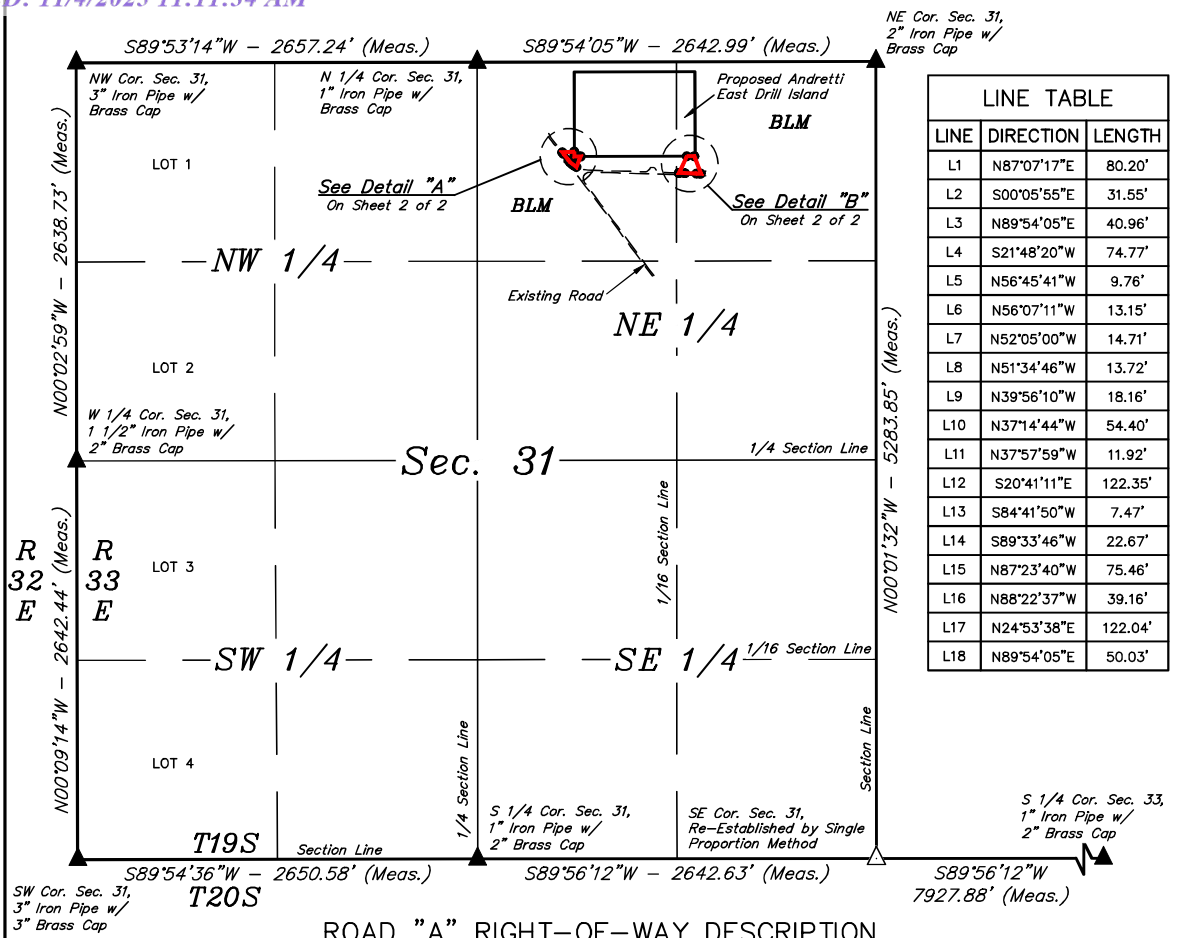 D: 11/4/2025 11:11:54 AM
NE Cor. Sec. 31,
2" Iron Pipe w/
Brass Cap
S89°53'14"W - 2657.24' (Meas.)
S89°54'05"W - 2642.99' (Meas.)
NW Cor. Sec. 31,
3" Iron Pipe w/
Brass Cap
N 1/4 Cor. Sec. 31,
1" Iron Pipe w/
Brass Cap
Proposed Andretti
East Drill Island
BLM
LOT 1
See Detail "A"
On Sheet 2 of 2
BLM
See Detail "B"
On Sheet 2 of 2
N00°02'59"W - 2638.73' (Meas.)
NW 1/4
Existing Road
NE 1/4
LOT 2
W 1/4 Cor. Sec. 31,
1 1/2" Iron Pipe w/
2" Brass Cap
Sec. 31
1/4 Section Line
N00°01'32"W - 5283.85' (Meas.)
1/16 Section Line
R
32
E
R
33
E
LOT 3
N00°09'14"W - 2642.44' (Meas.)
SW 1/4
SE 1/4
1/16 Section Line
LOT 4
1/4 Section Line
Section Line
S 1/4 Cor. Sec. 31,
1" Iron Pipe w/
2" Brass Cap
SE Cor. Sec. 31,
Re-Established by Single
Proportion Method
S 1/4 Cor. Sec. 33,
1" Iron Pipe w/
2" Brass Cap
T19S
Section Line
S89°54'36"W - 2650.58' (Meas.)
T20S
S89°56'12"W - 2642.63' (Meas.)
S89°56'12"W
7927.88' (Meas.)
SW Cor. Sec. 31,
3" Iron Pipe w/
3" Brass Cap
LINE TABLE
LINE DIRECTION LENGTH
L1 N87°07'17"E 80.20'
L2 S00°05'55"E 31.55'
L3 N89°54'05"E 40.96'
L4 S21°48'20"W 74.77'
L5 N56°45'41"W 9.76'
L6 N56°07'11"W 13.15'
L7 N52°05'00"W 14.71'
L8 N51°34'46"W 13.72'
L9 N39°56'10"W 18.16'
L10 N37°14'44"W 54.40'
L11 N37°57'59"W 11.92'
L12 S20°41'11"E 122.35'
L13 S84°41'50"W 7.47'
L14 S89°33'46"W 22.67'
L15 N87°23'40"W 75.46'
L16 N88°22'37"W 39.16'
L17 N24°53'38"E 122.04'
L18 N89°54'05"E 50.03'
ROAD "A" RIGHT-OF-WAY DESCRIPTION